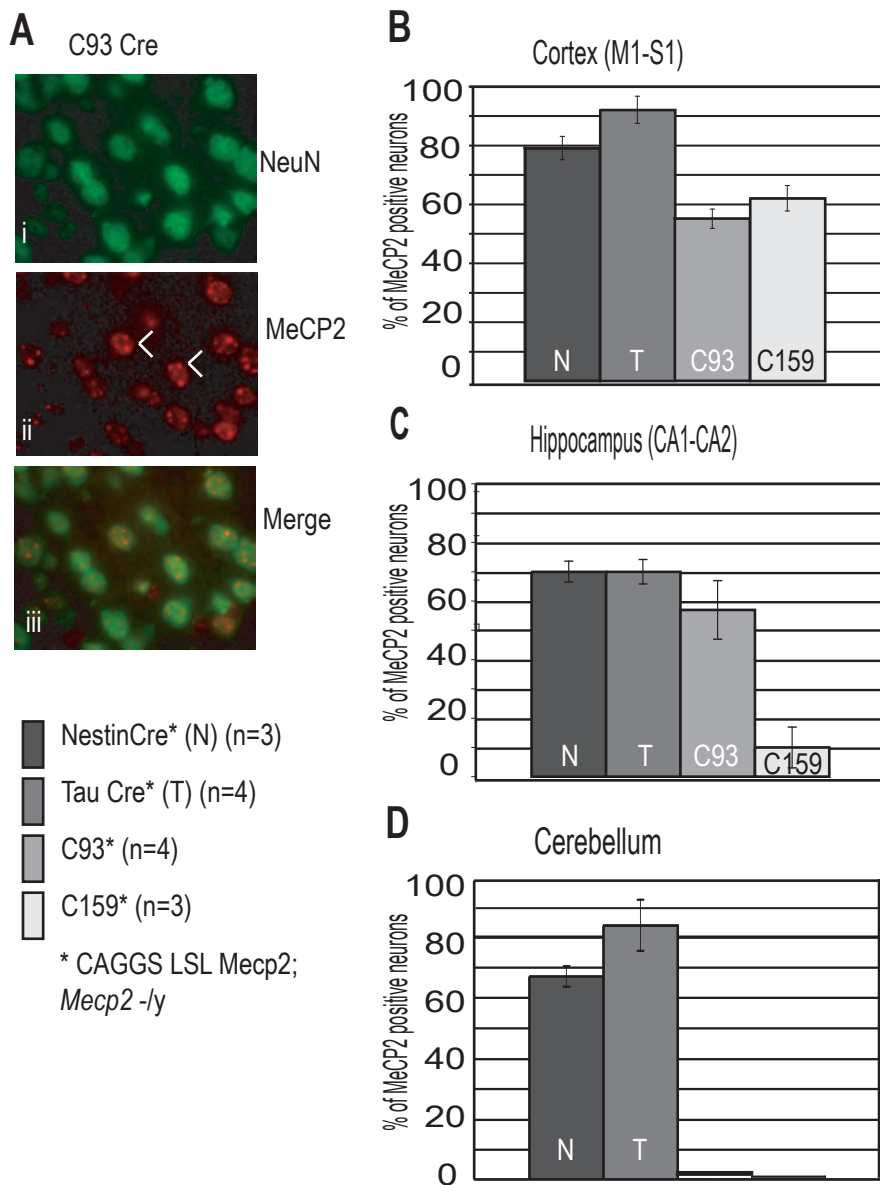 A
C93 Cre
NeuN
i
MeCP2
ii
Merge
iii
NestinCre* (N) (n=3)
Tau Cre* (T) (n=4)
C93* (n=4)
C159* (n=3)
* CAGGS LSL Mecp2;
Mecp2 -/y
B
Cortex (M1-S1)
% of MeCP2 positive neurons
100
80
60
40
20
0
N T C93 C159
C
Hippocampus (CA1-CA2)
% of MeCP2 positive neurons
100
80
60
40
20
0
N T C93 C159
D
Cerebellum
% of MeCP2 positive neurons
100
80
60
40
20
0
N T